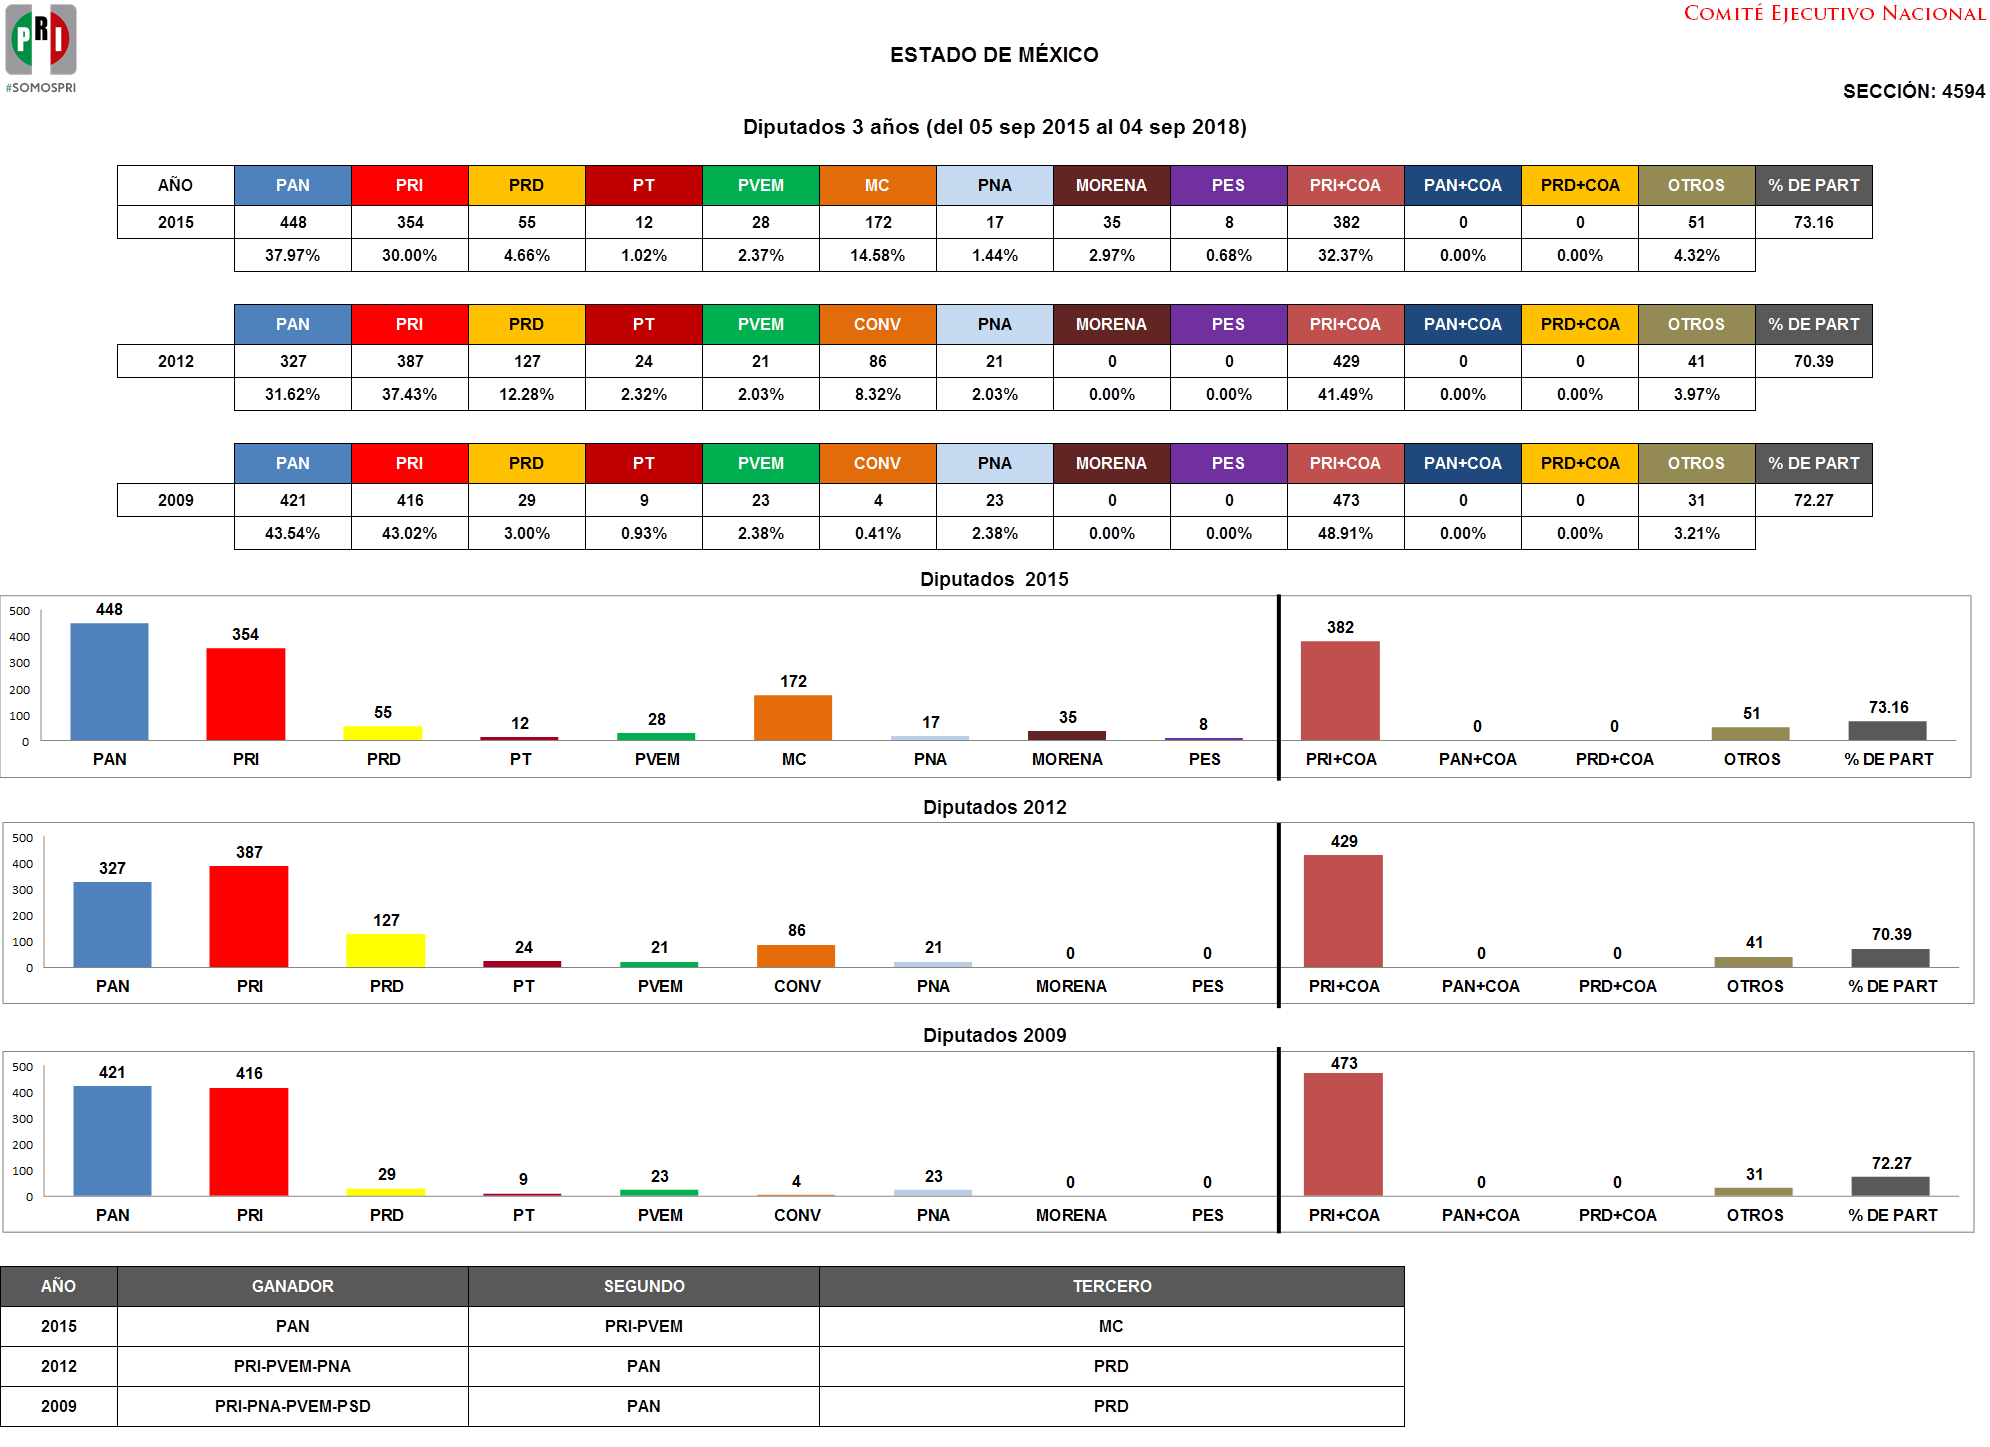 PRI
#SOMOSPRI
COMITÉ EJECUTIVO NACIONAL
ESTADO DE MÉXICO
SECCIÓN: 4594
Diputados 3 años (del 05 sep 2015 al 04 sep 2018)
AÑO PAN PRI PRD PT PVEM MC PNA MORENA PES PRI+COA PAN+COA PRD+COA OTROS % DE PART
2015 448 354 55 12 28 172 17 35 8 382 0 0 51 73.16
37.97% 30.00% 4.66% 1.02% 2.37% 14.58% 1.44% 2.97% 0.68% 32.37% 0.00% 0.00% 4.32%
PAN PRI PRD PT PVEM CONV PNA MORENA PES PRI+COA PAN+COA PRD+COA OTROS % DE PART
2012 327 387 127 24 21 86 21 0 0 429 0 0 41 70.39
31.62% 37.43% 12.28% 2.32% 2.03% 8.32% 2.03% 0.00% 0.00% 41.49% 0.00% 0.00% 3.97%
PAN PRI PRD PT PVEM CONV PNA MORENA PES PRI+COA PAN+COA PRD+COA OTROS % DE PART
2009 421 416 29 9 23 4 23 0 0 473 0 0 31 72.27
43.54% 43.02% 3.00% 0.93% 2.38% 0.41% 2.38% 0.00% 0.00% 48.91% 0.00% 0.00% 3.21%
Diputados 2015
500
400
300
200
100
0
448 354 55 12 28 172 17 35 8 382 0 0 51 73.16
PAN PRI PRD PT PVEM MC PNA MORENA PES PRI+COA PAN+COA PRD+COA OTROS % DE PART
Diputados 2012
500
400
300
200
100
0
327 387 127 24 21 86 21 0 0 429 0 0 41 70.39
PAN PRI PRD PT PVEM CONV PNA MORENA PES PRI+COA PAN+COA PRD+COA OTROS % DE PART
Diputados 2009
500
400
300
200
100
0
421 416 29 9 23 4 23 0 0 473 0 0 31 72.27
PAN PRI PRD PT PVEM CONV PNA MORENA PES PRI+COA PAN+COA PRD+COA OTROS % DE PART
AÑO GANADOR SEGUNDO TERCERO
2015 PAN PRI-PVEM MC
2012 PRI-PVEM-PNA PAN PRD
2009 PRI-PNA-PVEM-PSD PAN PRD